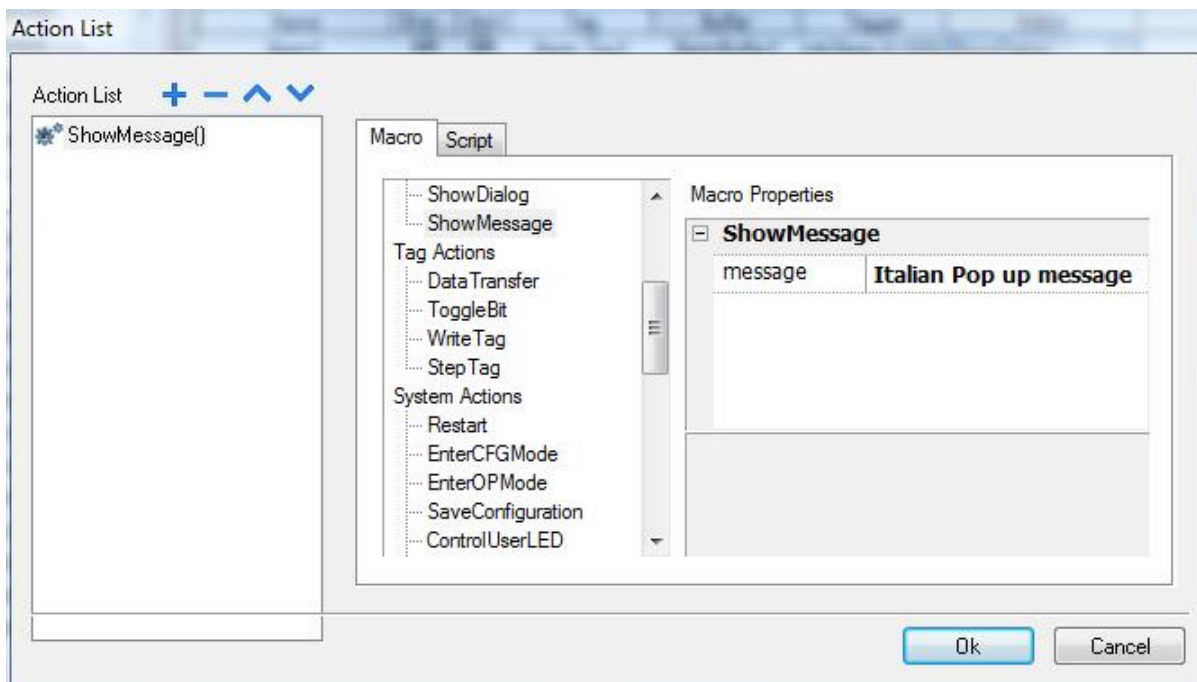 Action List
Action List
ShowMessage()
Macro
Script
ShowDialog
ShowMessage
Tag Actions
DataTransfer
ToggleBit
WriteTag
StepTag
System Actions
Restart
EnterCFGMode
EnterOPMode
SaveConfiguration
ControlUserLED
Macro Properties
ShowMessage
message Italian Pop up message
Ok
Cancel